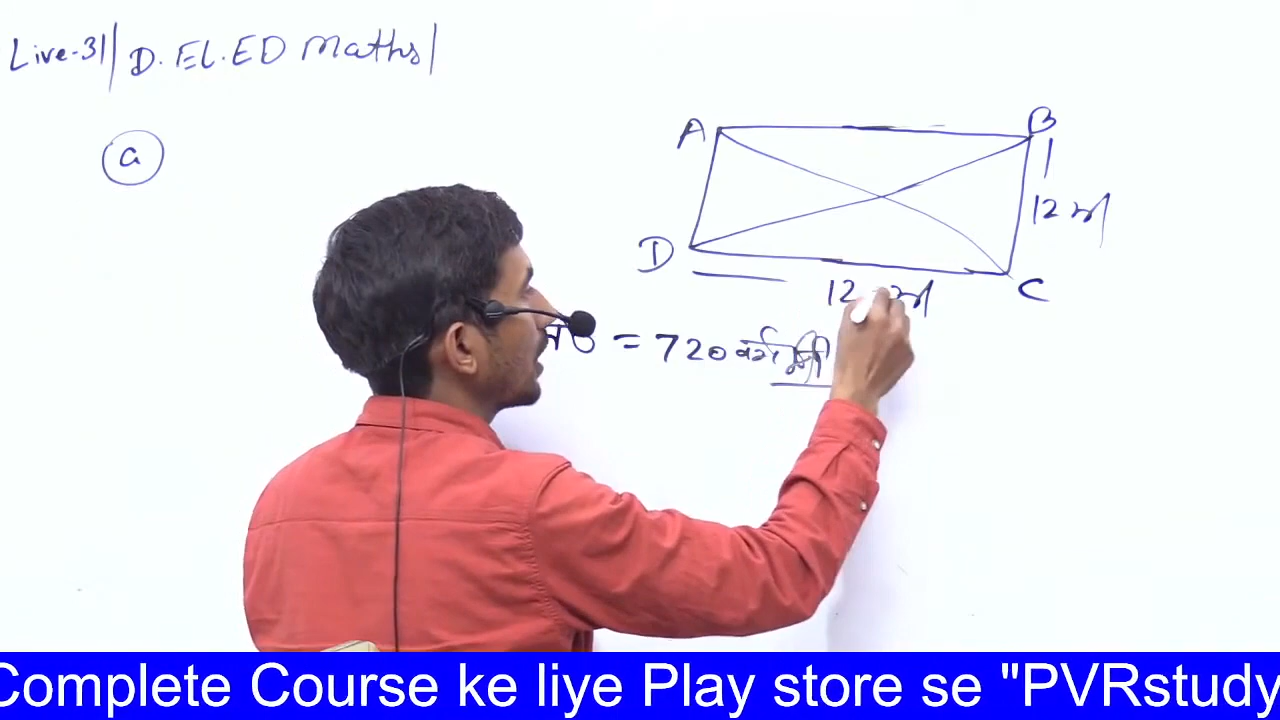 Live-31| D. EL. ED Maths|
a
A
B
12 मी
D
12 मी
C
= 720 वर्ग मी
Complete Course ke liye Play store se "PVRstudy